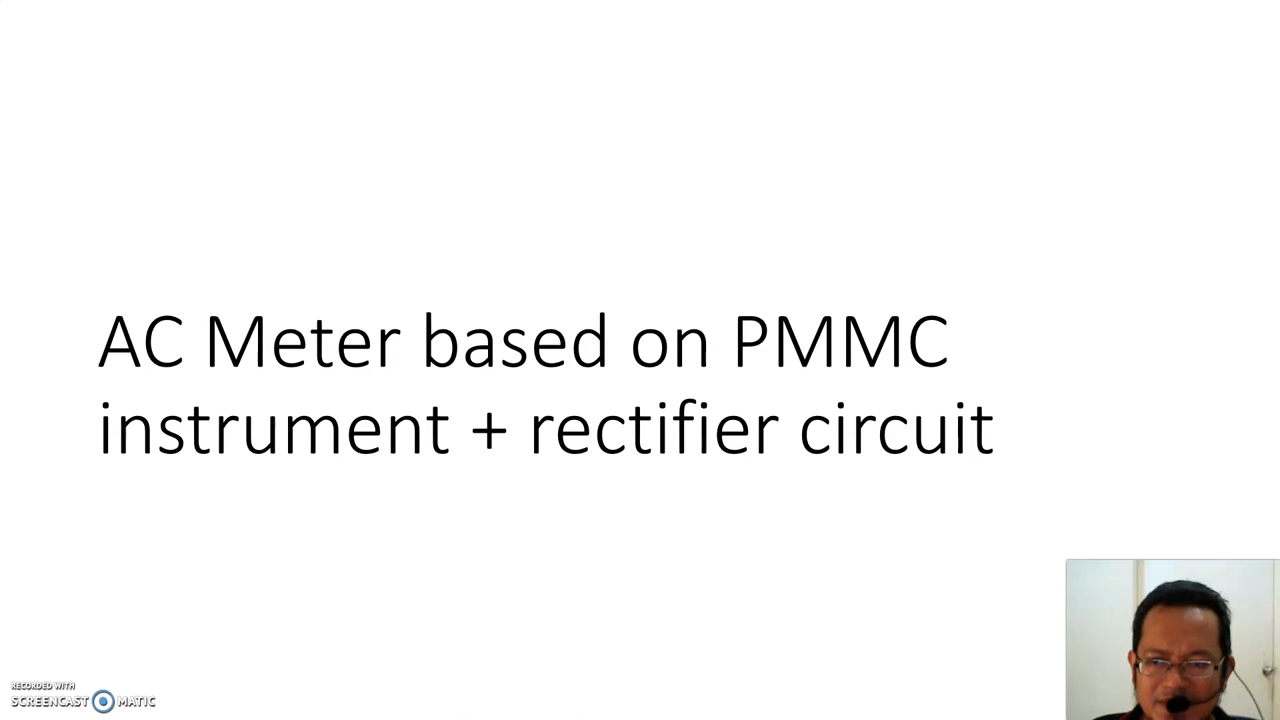 AC Meter based on PMMC
instrument + rectifier circuit
RECORDED WITH
SCREENCAST MATIC